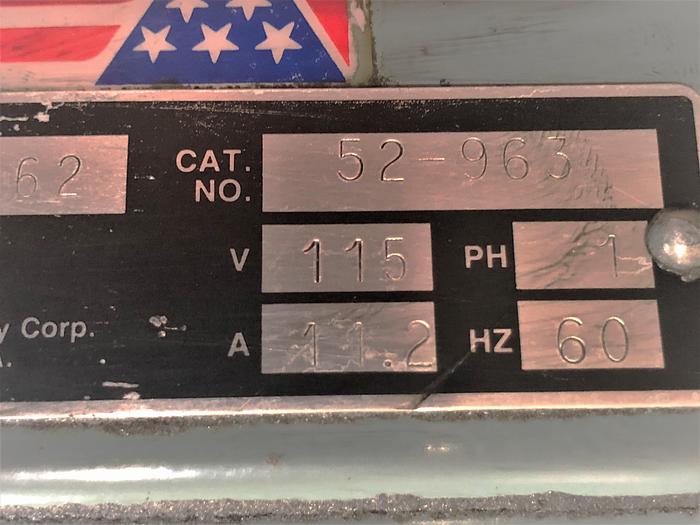 62
CAT. NO. 52-963
V 115 PH 1
y Corp.
A 11.2 HZ 60
A.